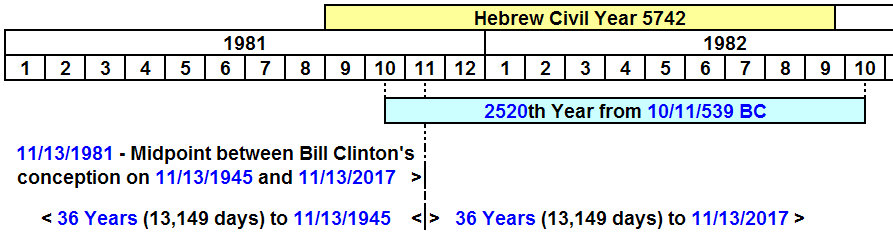 Hebrew Civil Year 5742
1981 1982
1 2 3 4 5 6 7 8 9 10 11 12 1 2 3 4 5 6 7 8 9 10
2520th Year from 10/11/539 BC
11/13/1981 - Midpoint between Bill Clinton's
conception on 11/13/1945 and 11/13/2017 >
< 36 Years (13,149 days) to 11/13/1945 < > 36 Years (13,149 days) to 11/13/2017 >